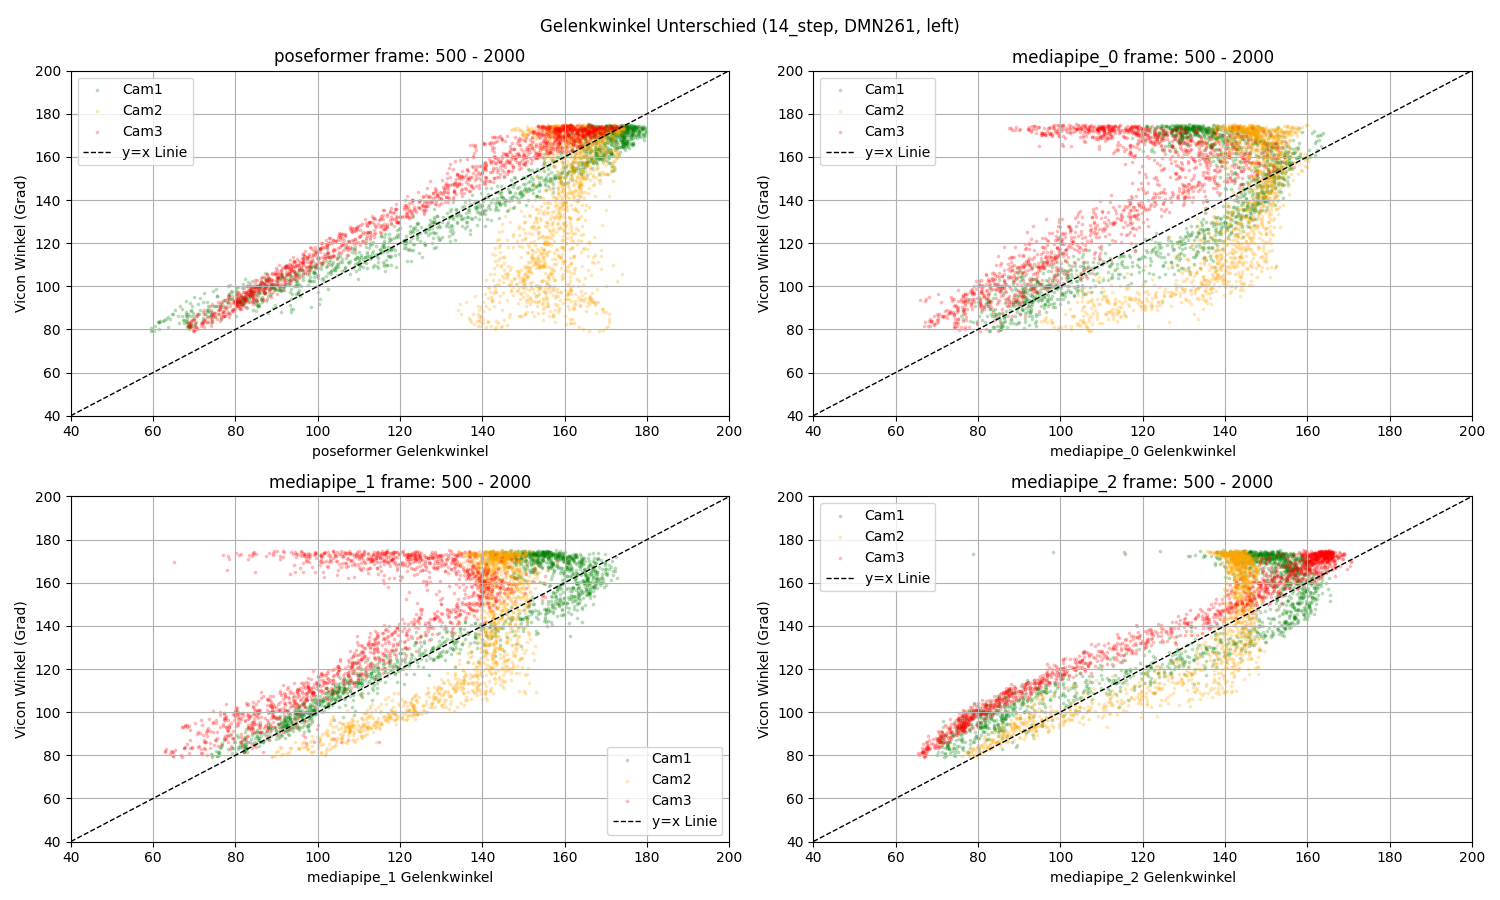 Gelenkwinkel Unterschied (14_step, DMN261, left)
poseformer frame: 500 - 2000
200
180
160
140
120
100
80
60
40
Vicon Winkel (Grad)
Cam1
Cam2
Cam3
y=x Linie
40 60 80 100 120 140 160 180 200
poseformer Gelenkwinkel
mediapipe_0 frame: 500 - 2000
200
180
160
140
120
100
80
60
40
Vicon Winkel (Grad)
Cam1
Cam2
Cam3
y=x Linie
40 60 80 100 120 140 160 180 200
mediapipe_0 Gelenkwinkel
mediapipe_1 frame: 500 - 2000
200
180
160
140
120
100
80
60
40
Vicon Winkel (Grad)
Cam1
Cam2
Cam3
y=x Linie
40 60 80 100 120 140 160 180 200
mediapipe_1 Gelenkwinkel
mediapipe_2 frame: 500 - 2000
200
180
160
140
120
100
80
60
40
Vicon Winkel (Grad)
Cam1
Cam2
Cam3
y=x Linie
40 60 80 100 120 140 160 180 200
mediapipe_2 Gelenkwinkel